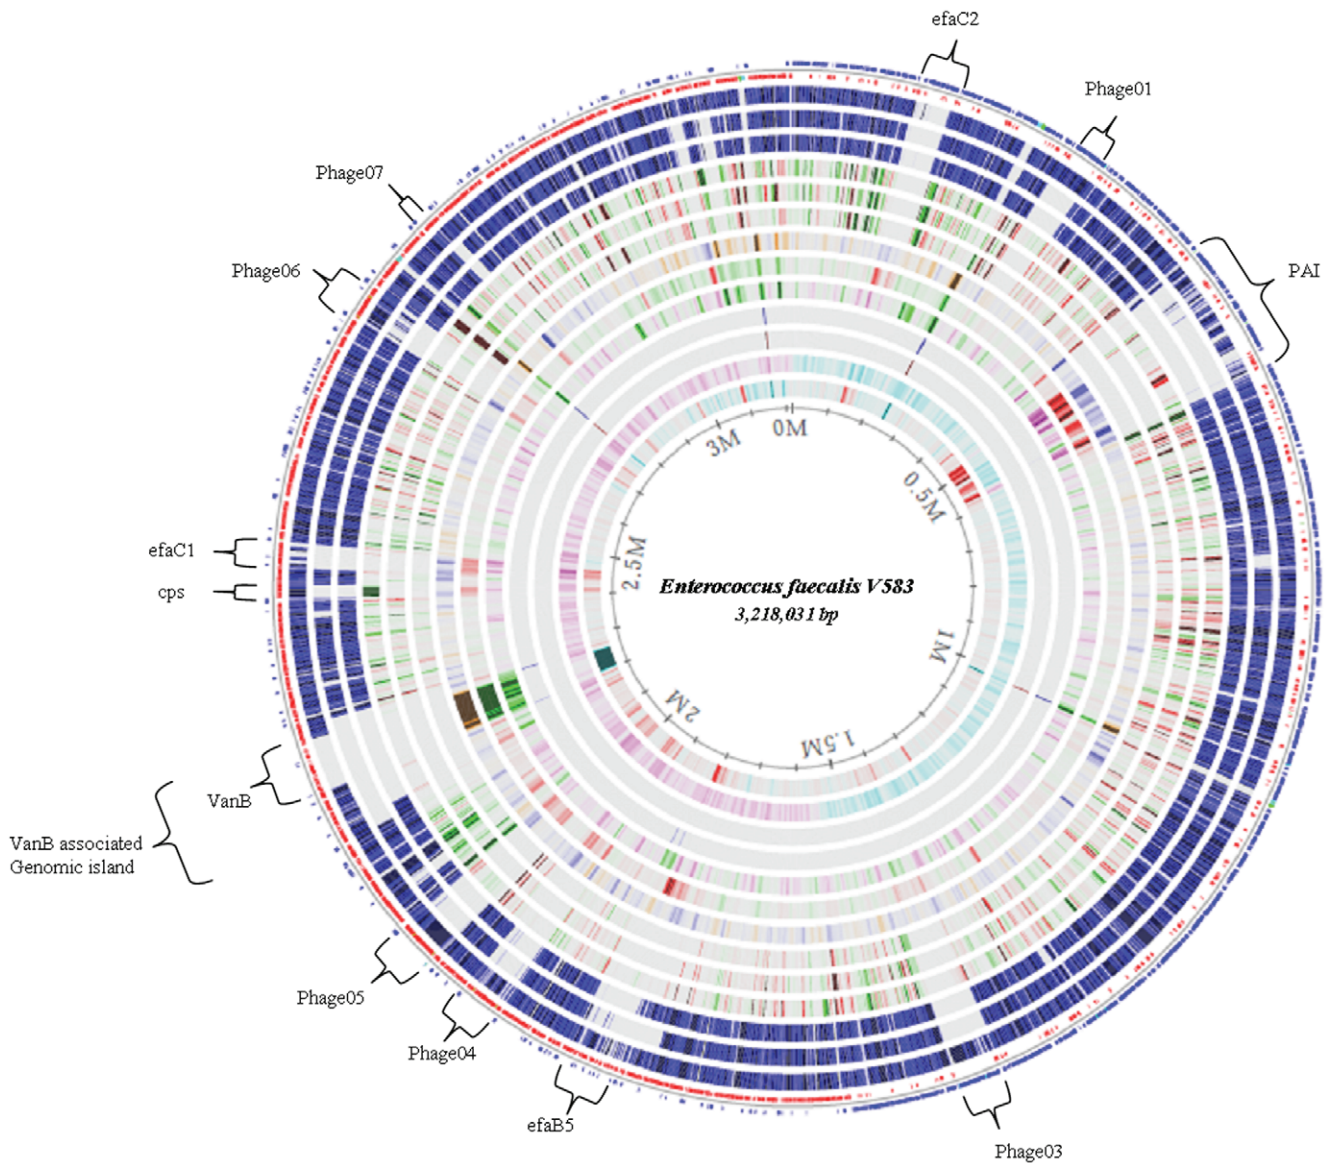 efaC2
Phage01
Phage07
Phage06
PAI
0M
3M
0.5M
2.5M
efaC1
cps
Enterococcus faecalis V583
3,218,031 bp
1M
2M
1.5M
VanB
VanB associated
Genomic island
Phage05
Phage04
efaB5
Phage03